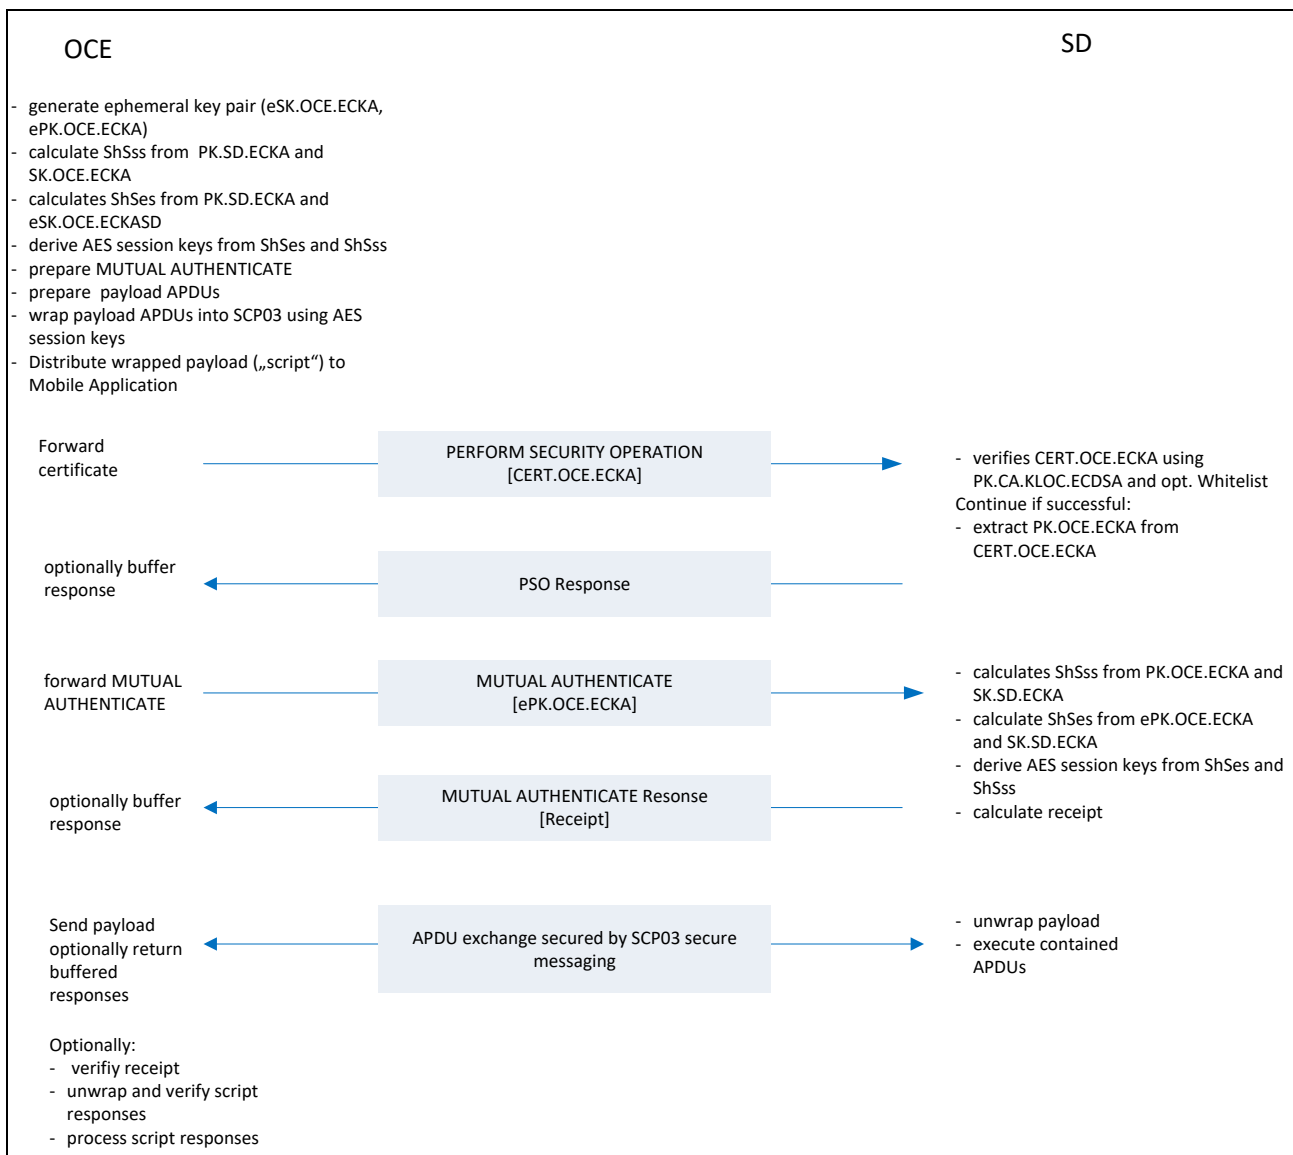 OCE
SD
- generate ephemeral key pair (eSK.OCE.ECKA,
ePK.OCE.ECKA)
- calculate ShSss from  PK.SD.ECKA and
SK.OCE.ECKA
- calculates ShSes from PK.SD.ECKA and
eSK.OCE.ECKASD
- derive AES session keys from ShSes and ShSss
- prepare MUTUAL AUTHENTICATE
- prepare  payload APDUs
- wrap payload APDUs into SCP03 using AES
session keys
- Distribute wrapped payload („script“) to
Mobile Application
Forward
certificate
PERFORM SECURITY OPERATION
[CERT.OCE.ECKA]
- verifies CERT.OCE.ECKA using
PK.CA.KLOC.ECDSA and opt. Whitelist
Continue if successful:
- extract PK.OCE.ECKA from
CERT.OCE.ECKA
optionally buffer
response
PSO Response
forward MUTUAL
AUTHENTICATE
MUTUAL AUTHENTICATE
[ePK.OCE.ECKA]
- calculates ShSss from PK.OCE.ECKA and
SK.SD.ECKA
- calculate ShSes from ePK.OCE.ECKA
and SK.SD.ECKA
- derive AES session keys from ShSes and
ShSss
- calculate receipt
optionally buffer
response
MUTUAL AUTHENTICATE Resonse
[Receipt]
Send payload
optionally return
buffered
responses
APDU exchange secured by SCP03 secure
messaging
- unwrap payload
- execute contained
APDUs
Optionally:
- verifiy receipt
- unwrap and verify script
responses
- process script responses